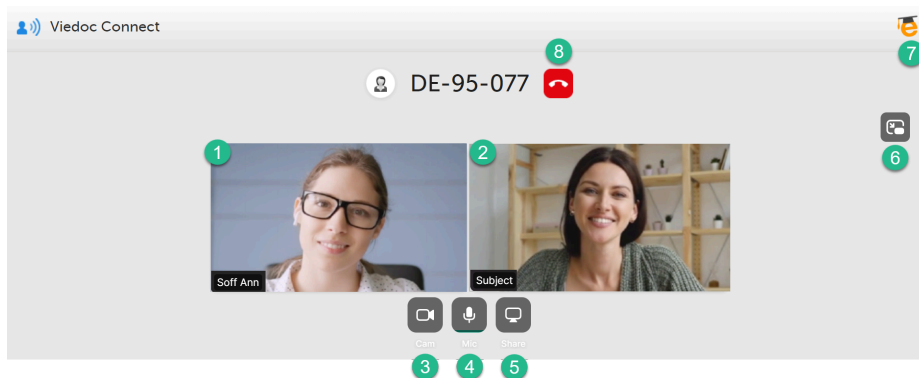 Viedoc Connect
e
7
8
DE-95-077
6
1
2
Soff Ann
Subject
Cam
Mic
Share
3
4
5